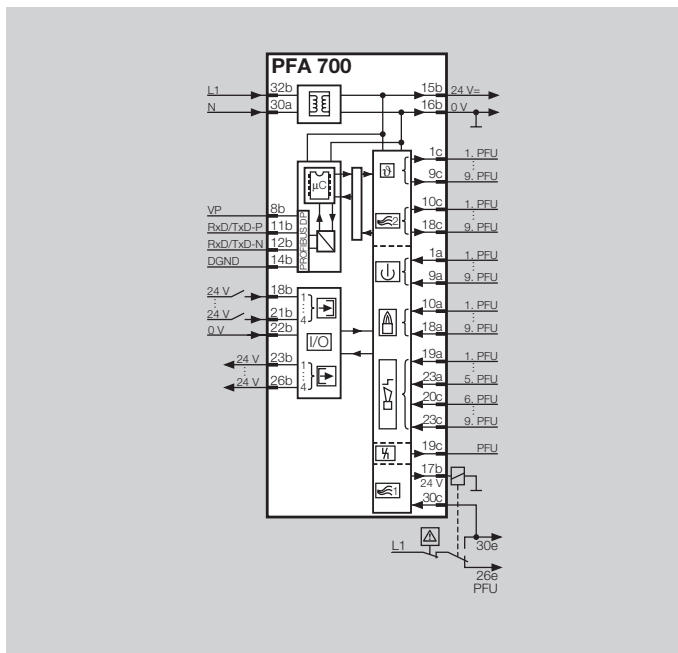 PFA 700
L1 32b 15b 24 V=
N 30a 16b 0 V
µC
PROFIBUS DP
1c 1. PFU
ϑ
9c 9. PFU
10c 1. PFU
2
18c 9. PFU
VP 8b
RxD/TxD-P 11b
RxD/TxD-N 12b
DGND 14b
1a 1. PFU
9a 9. PFU
24 V 18b 1
24 V 21b 4
0 V 22b
I/O
24 V 23b 1
24 V 26b 4
10a 1. PFU
18a 9. PFU
19a 1. PFU
23a 5. PFU
20c 6. PFU
23c 9. PFU
19c PFU
17b
24 V
1
30c
L1
30e
26e
PFU